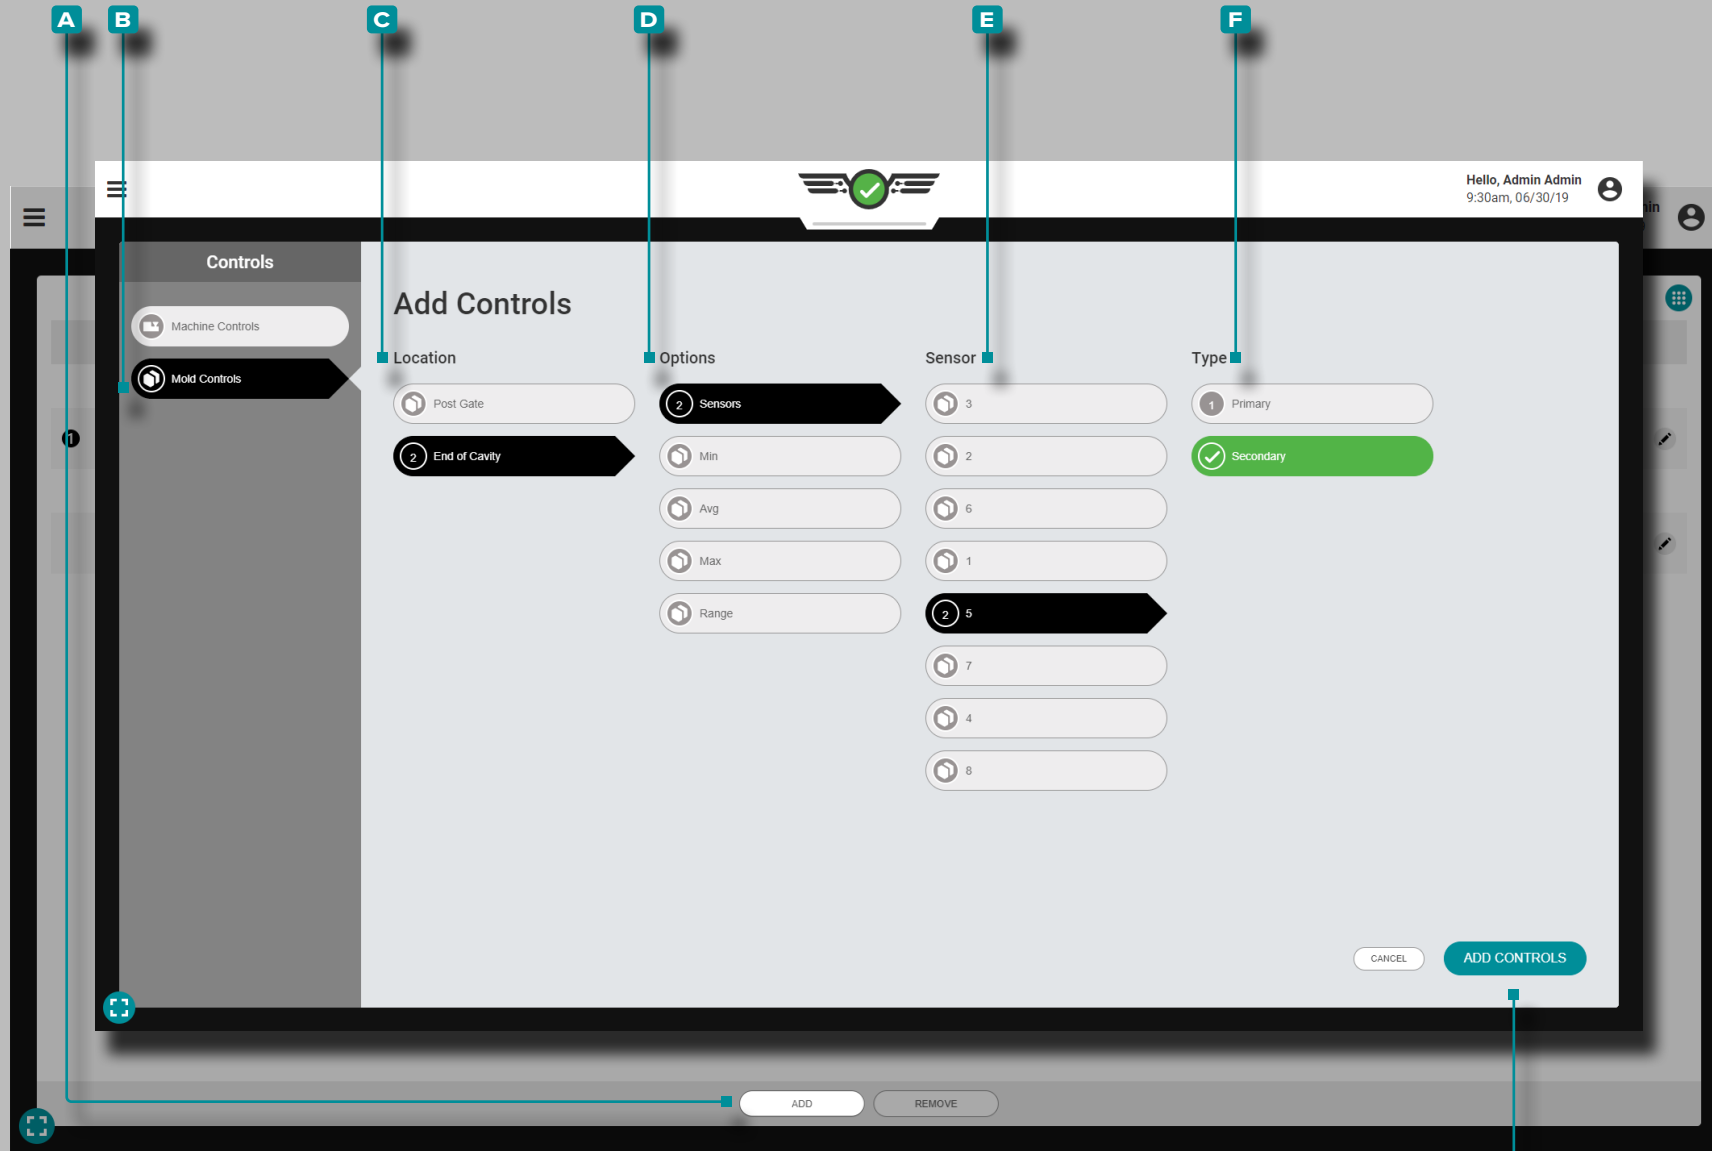 A B C D E F
Hello, Admin Admin
9:30am, 06/30/19
Controls
Machine Controls
Mold Controls
Add Controls
Location
Post Gate
2 End of Cavity
Options
2 Sensors
Min
Avg
Max
Range
Sensor
3
2
6
1
2 5
7
4
8
Type
1 Primary
Secondary
1
CANCEL
ADD CONTROLS
ADD
REMOVE